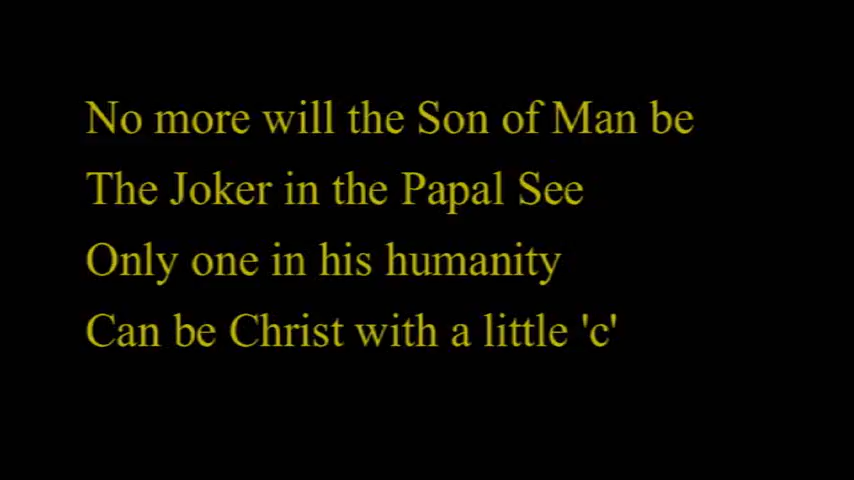 No more will the Son of Man be
The Joker in the Papal See
Only one in his humanity
Can be Christ with a little 'c'